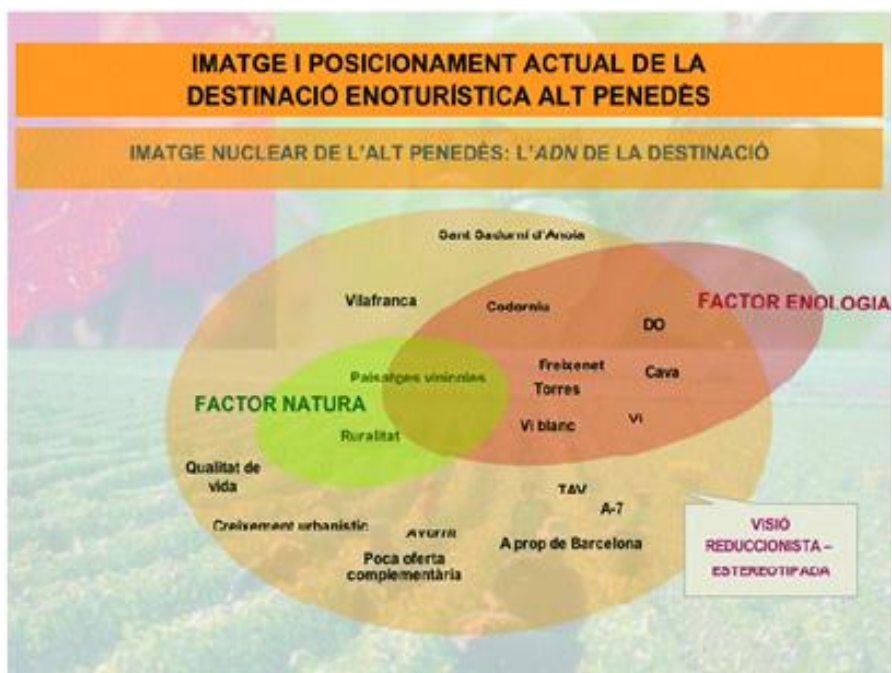 IMATGE I POSICIONAMENT ACTUAL DE LA
DESTINACIÓ ENOTURÍSTICA ALT PENEDÈS
IMATGE NUCLEAR DE L'ALT PENEDÈS: L'ADN DE LA DESTINACIÓ
Sant Sadurní d'Anoia
Vilafranca
Codorniu
FACTOR ENOLOGIA
DO
Paisatges vinícoles
Freixenet
Cava
Torres
FACTOR NATURA
Ruralitat
Vi blanc
Vi
Qualitat de
vida
TAV
A-7
Creixement urbanístic
Avorrit
A prop de Barcelona
Poca oferta
complementària
VISIÓ
REDUCCIONISTA –
ESTEREOTIPADA